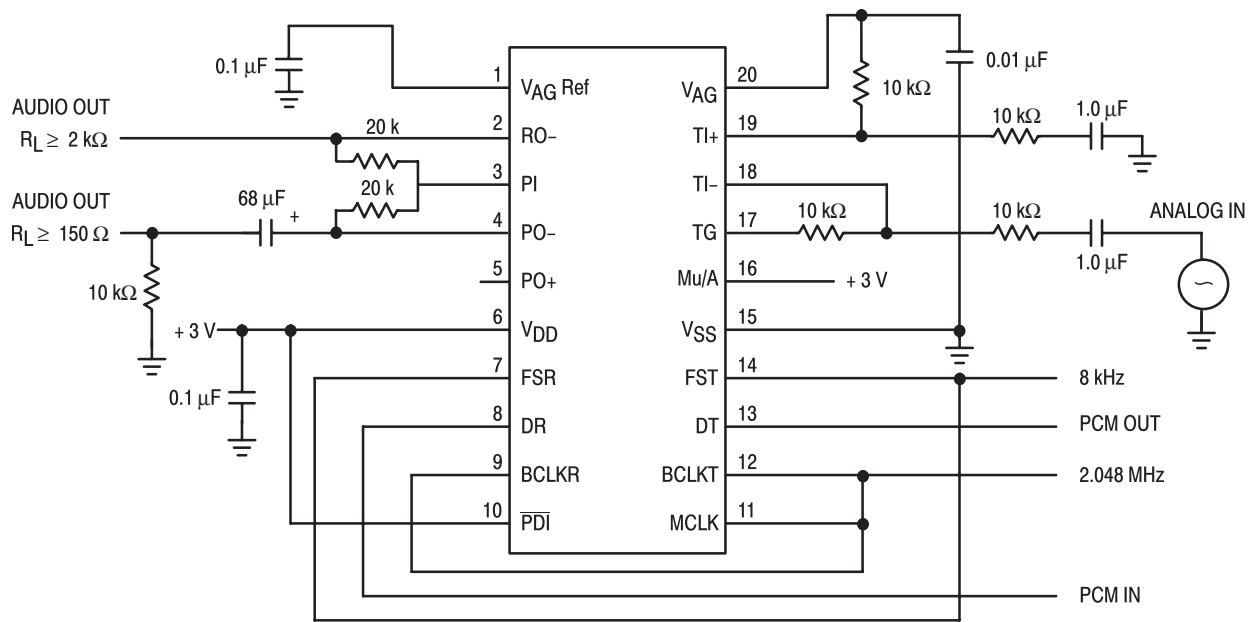 0.1 µF
1
VAG Ref
VAG
20
10 kΩ
0.01 µF
AUDIO OUT
RL ≥ 2 kΩ
20 k
2
RO–
TI+
19
10 kΩ
1.0 µF
3
PI
TI–
18
20 k
AUDIO OUT
RL ≥ 150 Ω
68 µF
+
4
PO–
TG
17
10 kΩ
10 kΩ
1.0 µF
ANALOG IN
∼
5
PO+
Mu/A
16
+ 3 V
10 kΩ
+ 3 V
6
VDD
VSS
15
0.1 µF
7
FSR
FST
14
8 kHz
8
DR
DT
13
PCM OUT
9
BCLKR
BCLKT
12
2.048 MHz
10
PDI
MCLK
11
PCM IN